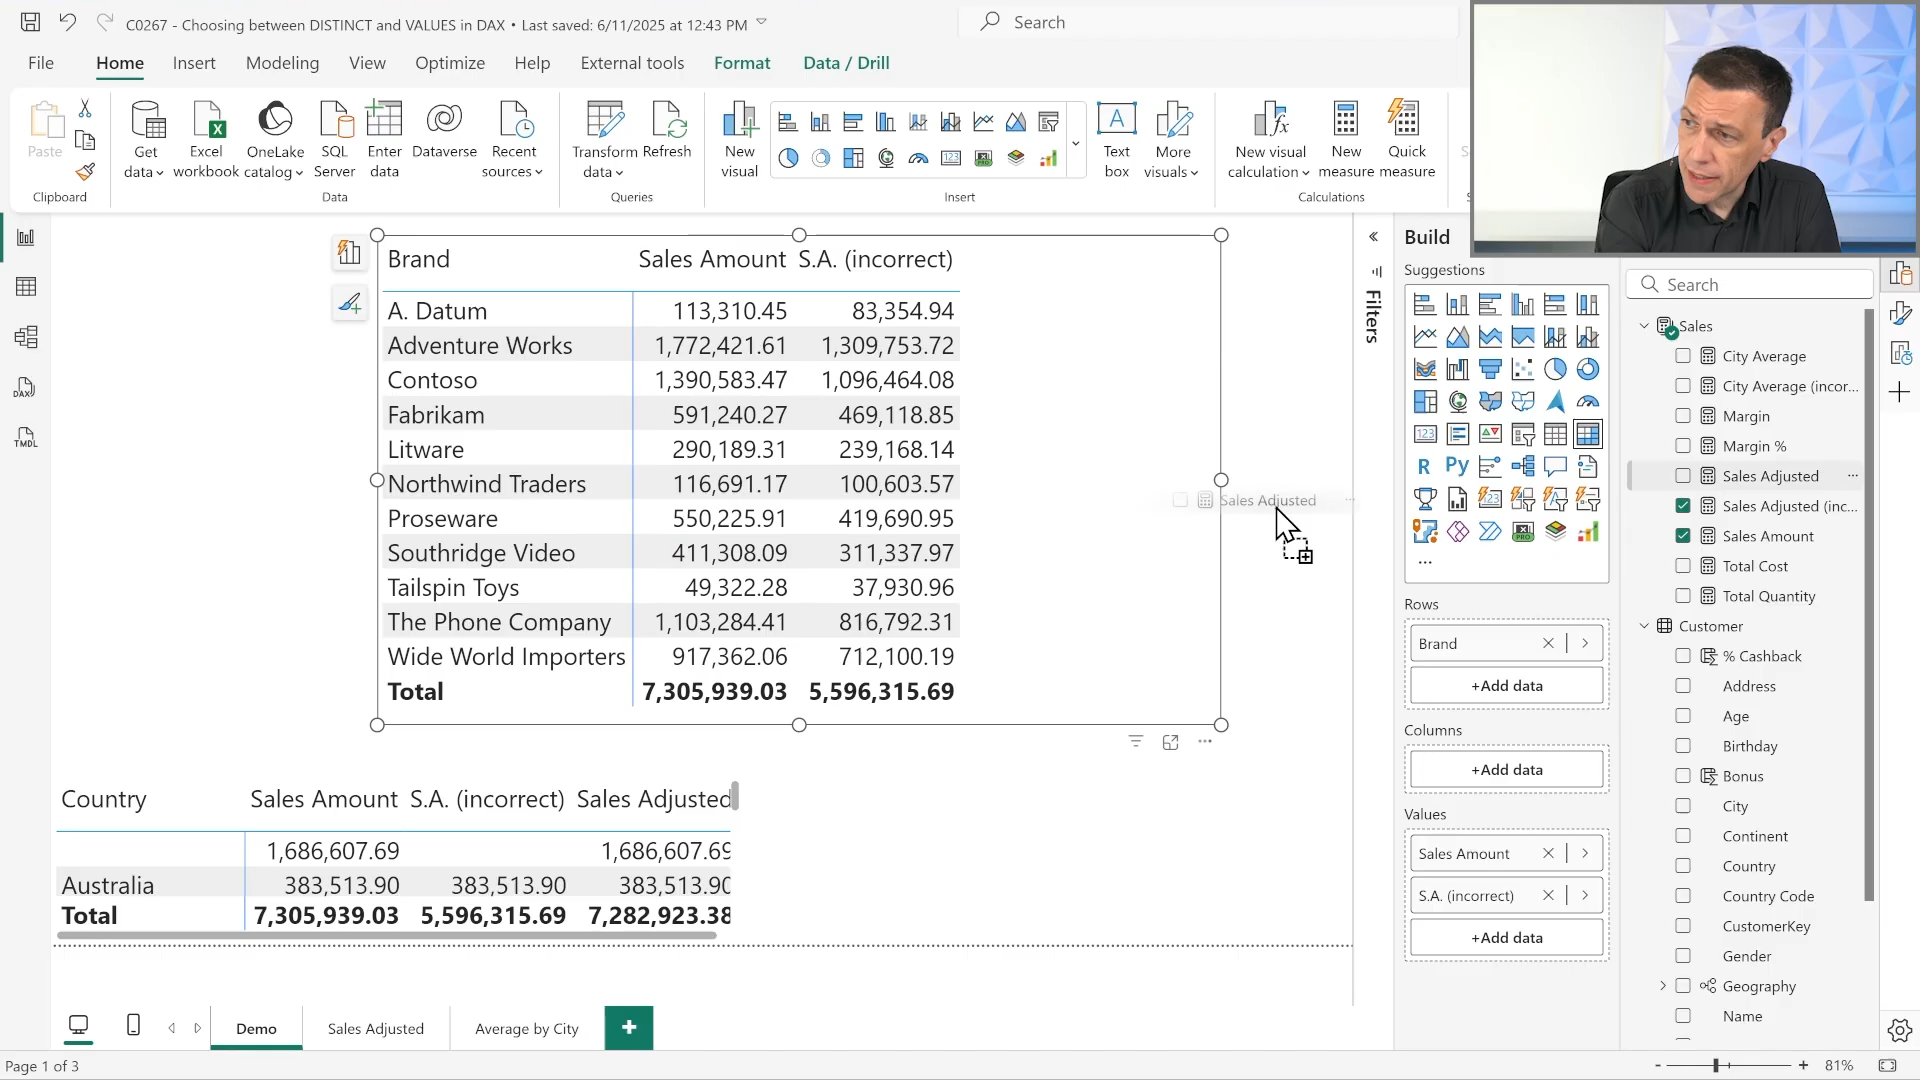 C0267 - Choosing between DISTINCT and VALUES in DAX • Last saved: 6/11/2025 at 12:43 PM
Search
File
Home
Insert
Modeling
View
Optimize
Help
External tools
Format
Data / Drill
Paste
Get data
Excel workbook
OneLake catalog
SQL Server
Enter data
Dataverse
Recent sources
Transform data
Refresh
New visual
Text box
More visuals
New visual calculation
New measure
Quick measure
Clipboard
Data
Queries
Insert
Calculations
Brand Sales Amount S.A. (incorrect)
A. Datum 113,310.45 83,354.94
Adventure Works 1,772,421.61 1,309,753.72
Contoso 1,390,583.47 1,096,464.08
Fabrikam 591,240.27 469,118.85
Litware 290,189.31 239,168.14
Northwind Traders 116,691.17 100,603.57
Proseware 550,225.91 419,690.95
Southridge Video 411,308.09 311,337.97
Tailspin Toys 49,322.28 37,930.96
The Phone Company 1,103,284.41 816,792.31
Wide World Importers 917,362.06 712,100.19
Total 7,305,939.03 5,596,315.69
Sales Adjusted
Country Sales Amount S.A. (incorrect) Sales Adjusted
1,686,607.69 1,686,607.69
Australia 383,513.90 383,513.90 383,513.90
Total 7,305,939.03 5,596,315.69 7,282,923.38
Filters
Build
Suggestions
R
Py
123
...
Rows
Brand
+Add data
Columns
+Add data
Values
Sales Amount
S.A. (incorrect)
+Add data
Search
Sales
City Average
City Average (incor...
Margin
Margin %
Sales Adjusted
Sales Adjusted (inc...
Sales Amount
Total Cost
Total Quantity
Customer
% Cashback
Address
Age
Birthday
Bonus
City
Continent
Country
Country Code
CustomerKey
Gender
Geography
Name
DAX
TMDL
Demo
Sales Adjusted
Average by City
Page 1 of 3
81%